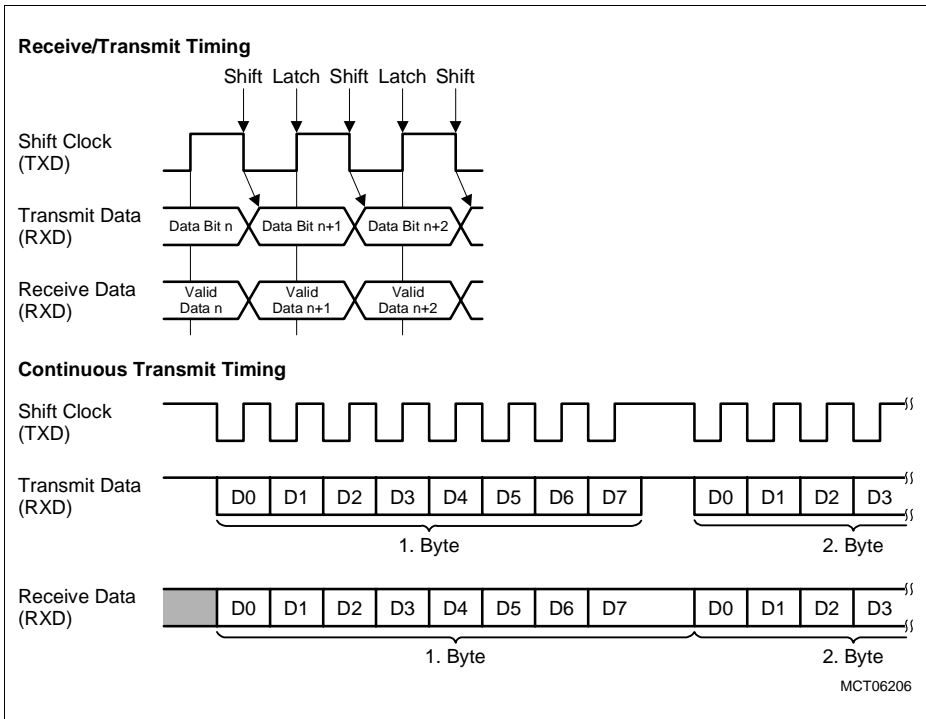 Receive/Transmit Timing
Shift Latch Shift Latch Shift
Shift Clock
(TXD)
Transmit Data
(RXD)
Data Bit n Data Bit n+1 Data Bit n+2
Receive Data
(RXD)
Valid Valid Valid
Data n Data n+1 Data n+2
Continuous Transmit Timing
Shift Clock
(TXD)
Transmit Data
(RXD)
D0 D1 D2 D3 D4 D5 D6 D7 D0 D1 D2 D3
1. Byte 2. Byte
Receive Data
(RXD)
D0 D1 D2 D3 D4 D5 D6 D7 D0 D1 D2 D3
1. Byte 2. Byte
MCT06206